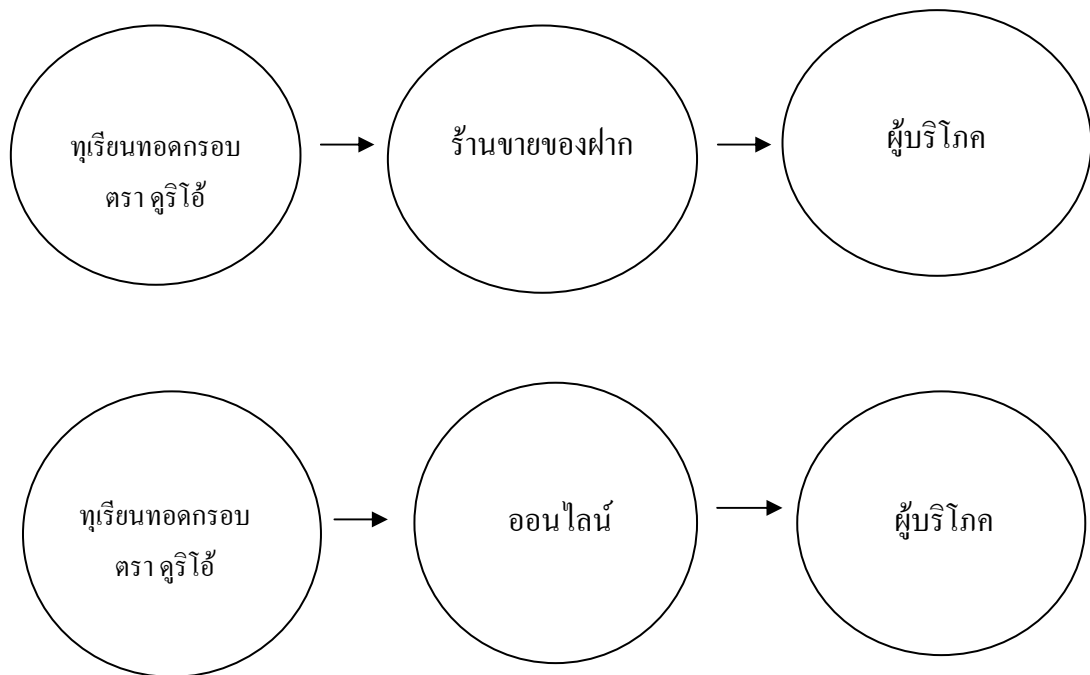 ทุเรียนทอดกรอบ
ตรา ดูริโอ้
ร้านขายของฝาก
ผู้บริโภค
ทุเรียนทอดกรอบ
ตรา ดูริโอ้
ออนไลน์
ผู้บริโภค